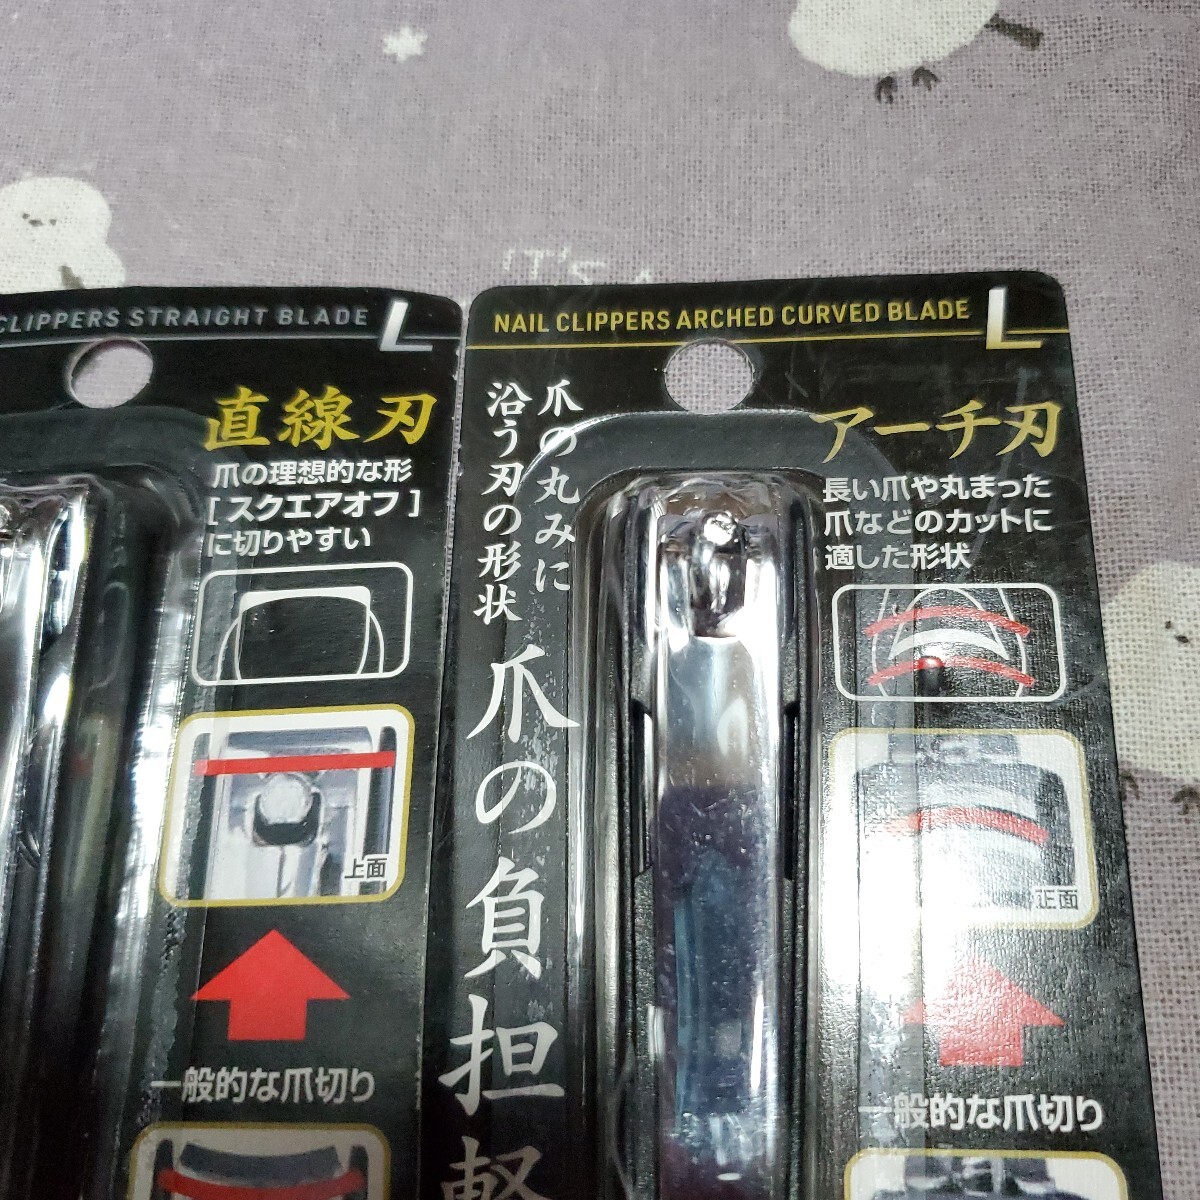 IT'S A
CLIPPERS STRAIGHT BLADE L
直線刃
爪の理想的な形
[スクエアオフ]
に切りやすい
上面
一般的な爪切り
NAIL CLIPPERS ARCHED CURVED BLADE L
爪の丸みに
沿う刃の形状
爪の負担軽
アーチ刃
長い爪や丸まった
爪などのカットに
適した形状
正面
一般的な爪切り